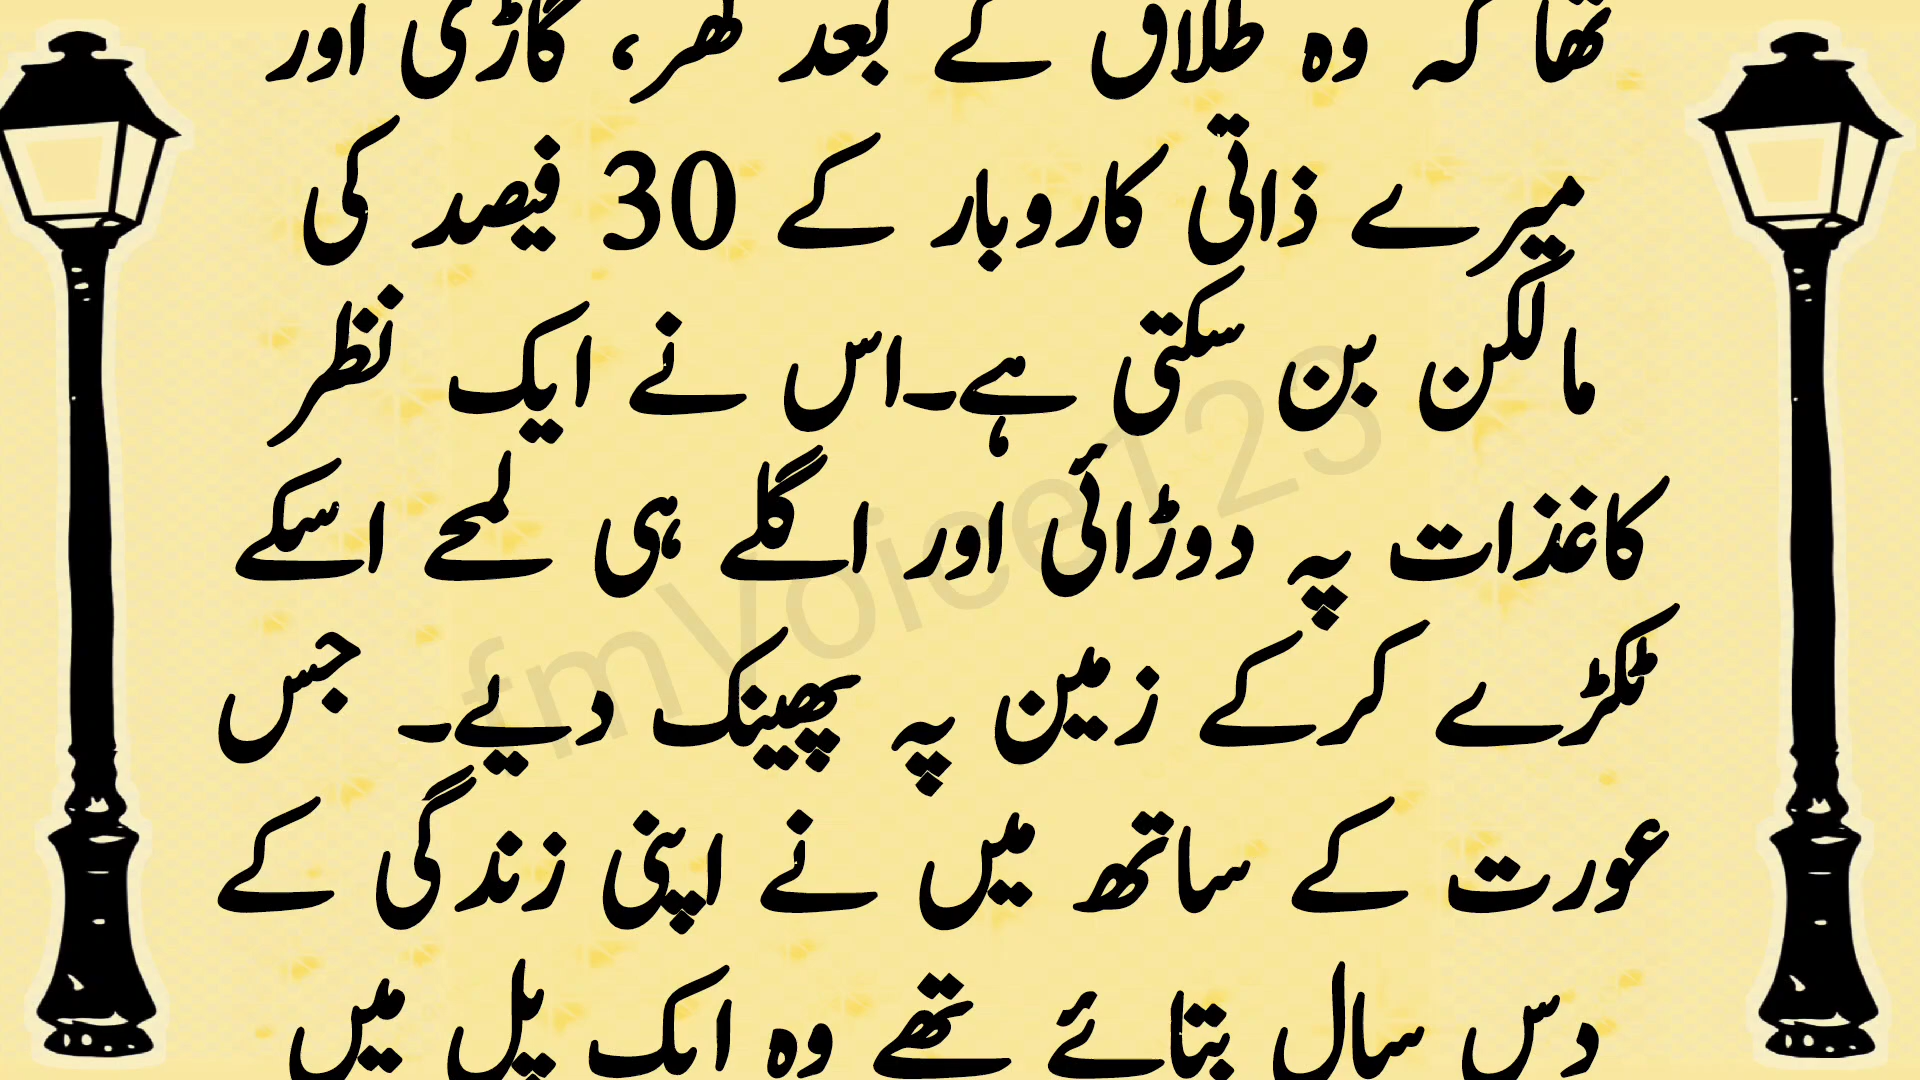 تھا کہ وہ طلاق کے بعد گھر، گاڑی اور
میرے ذاتی کاروبار کے 30 فیصد کی
مالکن بن سکتی ہے۔اس نے ایک نظر
کاغذات پہ دوڑائی اور اگلے ہی لمحے اسکے
ٹکڑے کرکے زمین پہ پھینک دیے۔ جس
عورت کے ساتھ میں نے اپنی زندگی کے
دس سال بتائے تھے وہ ایک پل میں
fmVoice123